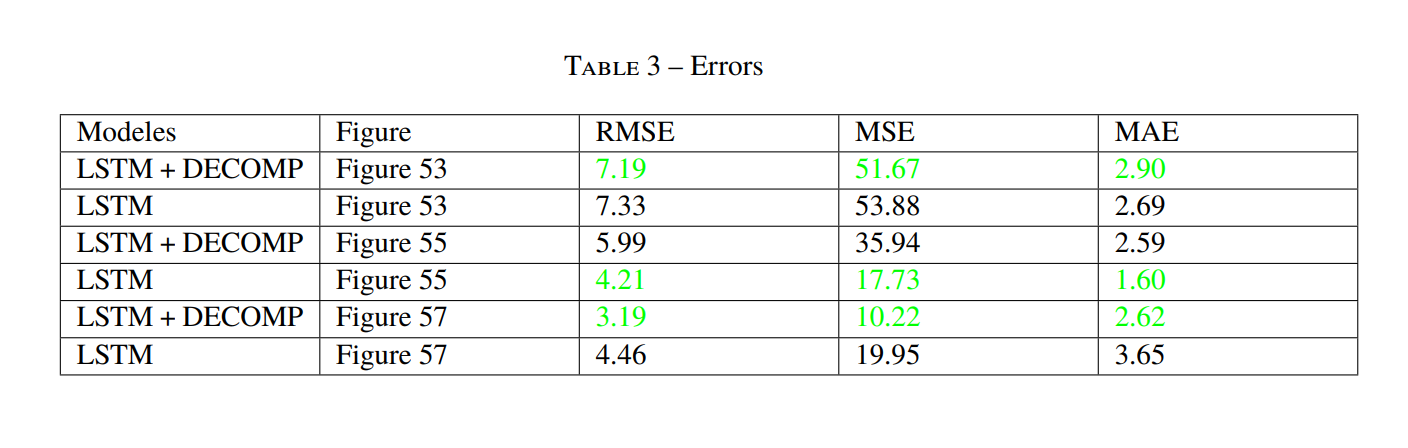 TABLE 3 – Errors
Modeles Figure RMSE MSE MAE
LSTM + DECOMP Figure 53 7.19 51.67 2.90
LSTM Figure 53 7.33 53.88 2.69
LSTM + DECOMP Figure 55 5.99 35.94 2.59
LSTM Figure 55 4.21 17.73 1.60
LSTM + DECOMP Figure 57 3.19 10.22 2.62
LSTM Figure 57 4.46 19.95 3.65